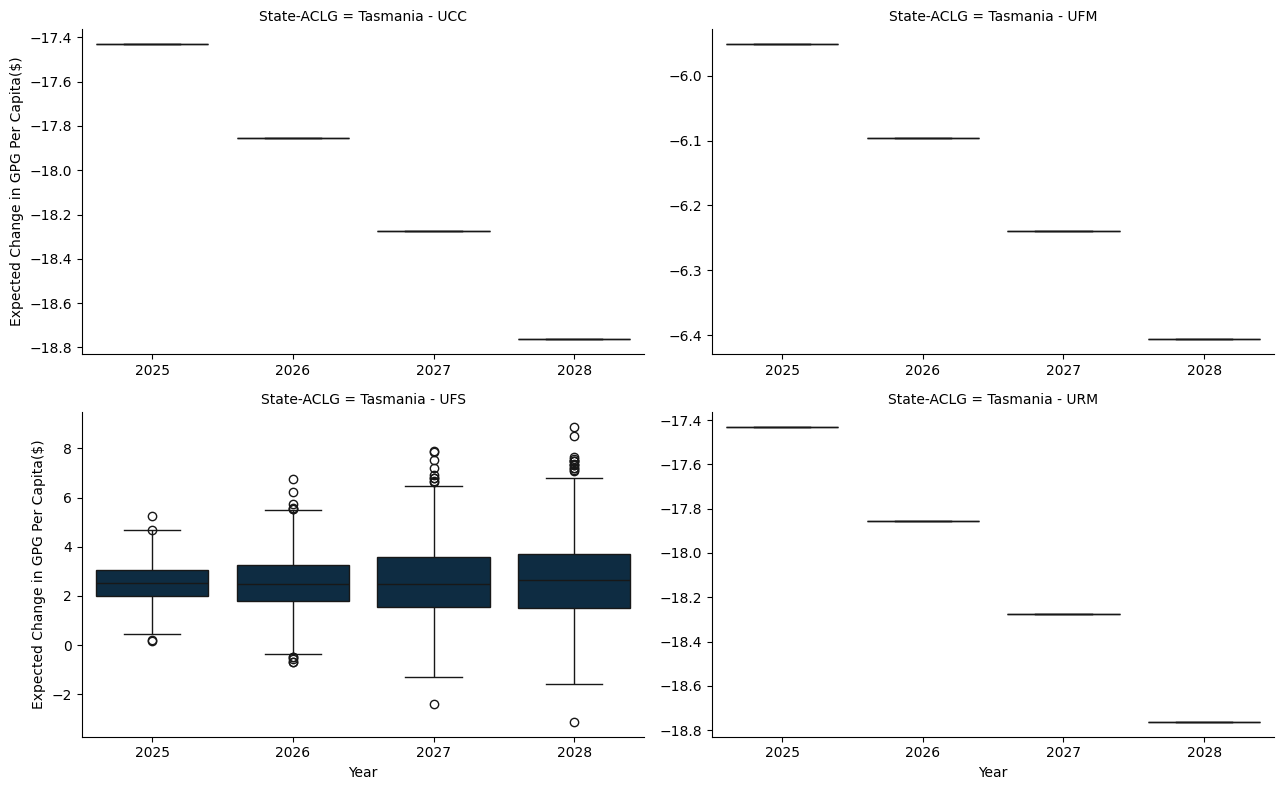 State-ACLG = Tasmania - UCC
Expected Change in GPG Per Capita($)
−17.4
−17.6
−17.8
−18.0
−18.2
−18.4
−18.6
−18.8
2025 2026 2027 2028
State-ACLG = Tasmania - UFM
−6.0
−6.1
−6.2
−6.3
−6.4
2025 2026 2027 2028
State-ACLG = Tasmania - UFS
Expected Change in GPG Per Capita($)
8
6
4
2
0
−2
2025 2026 2027 2028
Year
State-ACLG = Tasmania - URM
−17.4
−17.6
−17.8
−18.0
−18.2
−18.4
−18.6
−18.8
2025 2026 2027 2028
Year